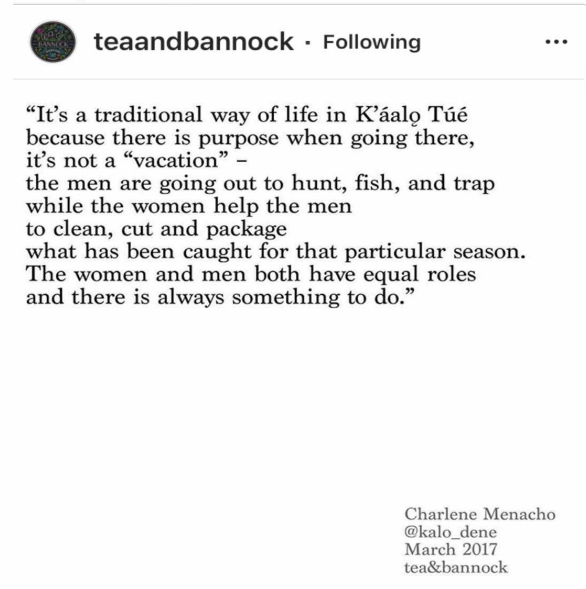 teaandbannock · Following
“It’s a traditional way of life in K’áalǫ Túé
because there is purpose when going there,
it’s not a “vacation” –
the men are going out to hunt, fish, and trap
while the women help the men
to clean, cut and package
what has been caught for that particular season.
The women and men both have equal roles
and there is always something to do.”
Charlene Menacho
@kalo_dene
March 2017
tea&bannock